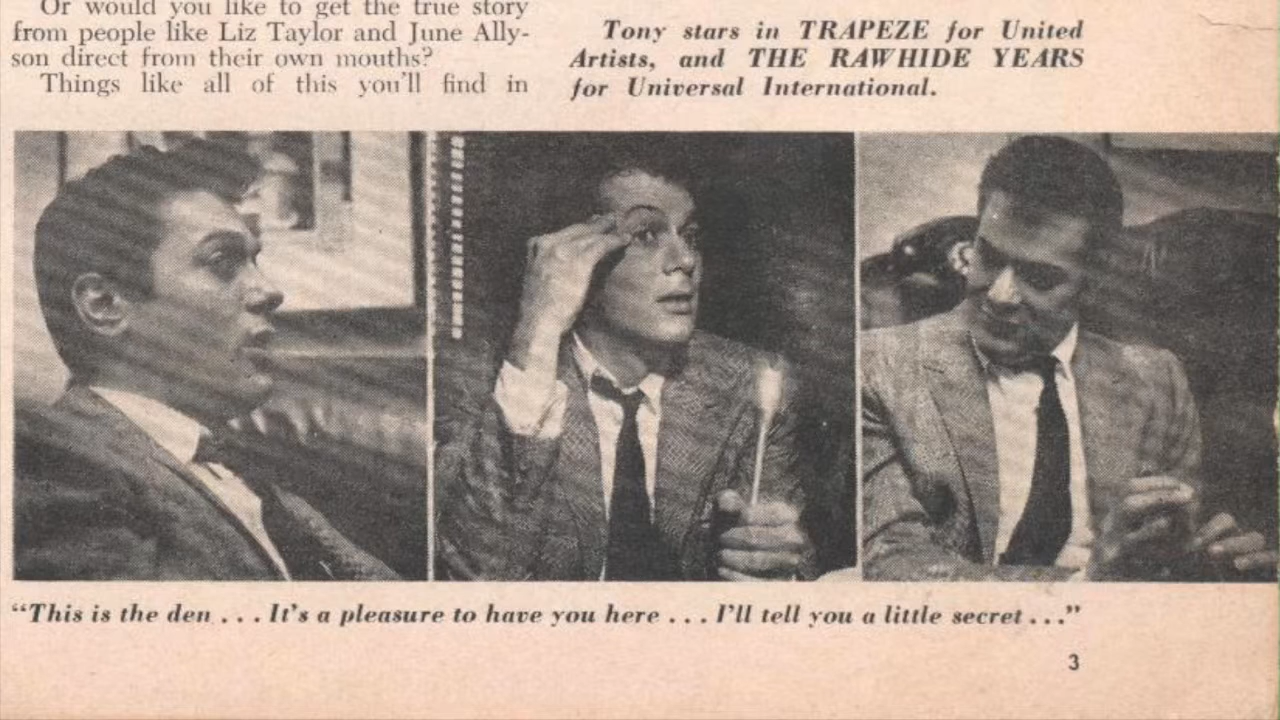 Or would you like to get the true story
from people like Liz Taylor and June Ally-
son direct from their own mouths?
Things like all of this you'll find in
Tony stars in TRAPEZE for United
Artists, and THE RAWHIDE YEARS
for Universal International.
“This is the den . . . It's a pleasure to have you here . . . I'll tell you a little secret . . .”
3